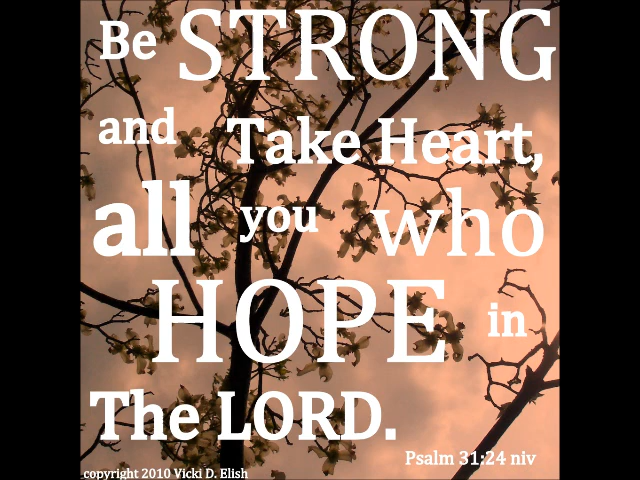 Be STRONG
and Take Heart,
all you who
HOPE in
The LORD.
Psalm 31:24 niv
copyright 2010 Vicki D. Elish